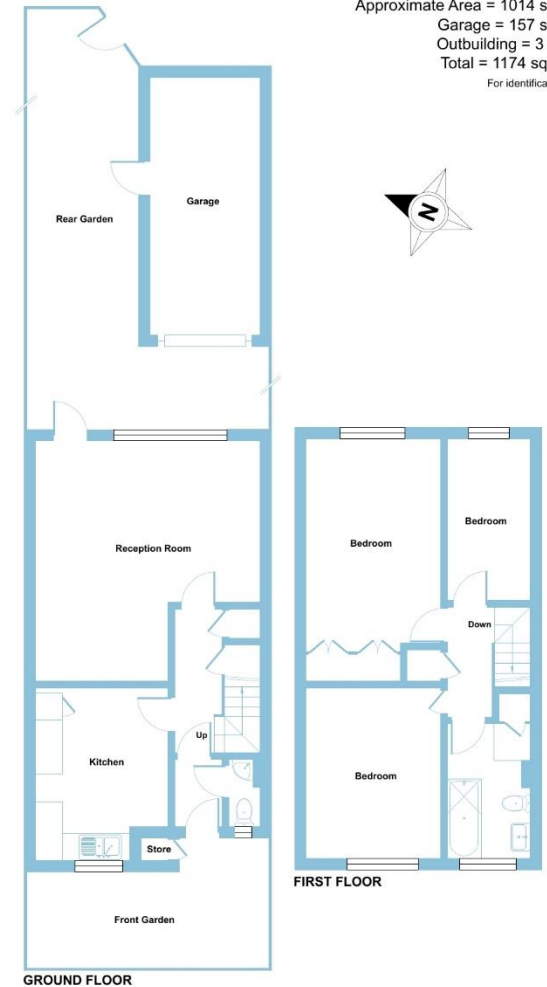 Approximate Area = 1014 s
Garage = 157 s
Outbuilding = 3
Total = 1174 sq
For identifica
Garage
Rear Garden
N
Reception Room
Bedroom
Bedroom
Down
Up
Kitchen
Bedroom
Store
FIRST FLOOR
Front Garden
GROUND FLOOR